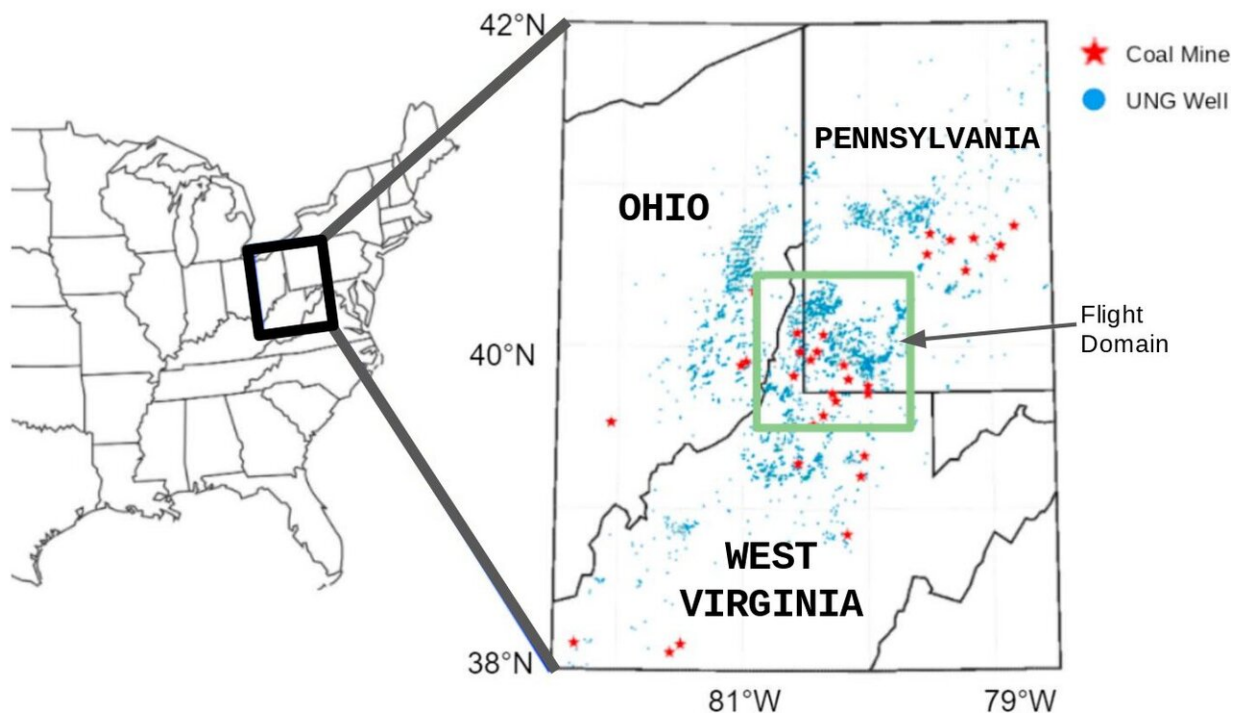 42°N
Coal Mine
UNG Well
PENNSYLVANIA
OHIO
Flight
Domain
40°N
WEST
VIRGINIA
38°N
81°W
79°W